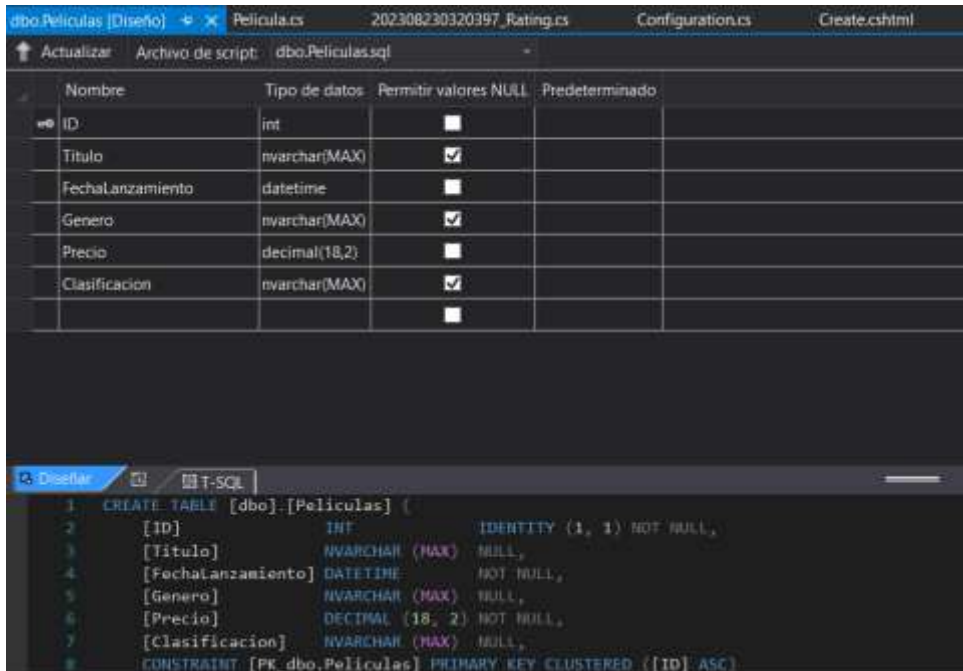 dbo.Peliculas [Diseño] Pelicula.cs 202308230320397_Rating.cs Configuration.cs Create.cshtml
Actualizar Archivo de script: dbo.Peliculas.sql
Nombre Tipo de datos Permitir valores NULL Predeterminado
ID int
Titulo nvarchar(MAX)
FechaLanzamiento datetime
Genero nvarchar(MAX)
Precio decimal(18,2)
Clasificacion nvarchar(MAX)
Diseñar T-SQL
1 CREATE TABLE [dbo].[Peliculas] (
2 [ID] INT IDENTITY (1, 1) NOT NULL,
3 [Titulo] NVARCHAR (MAX) NULL,
4 [FechaLanzamiento] DATETIME NOT NULL,
5 [Genero] NVARCHAR (MAX) NULL,
6 [Precio] DECIMAL (18, 2) NOT NULL,
7 [Clasificacion] NVARCHAR (MAX) NULL,
8 CONSTRAINT [PK_dbo.Peliculas] PRIMARY KEY CLUSTERED ([ID] ASC)